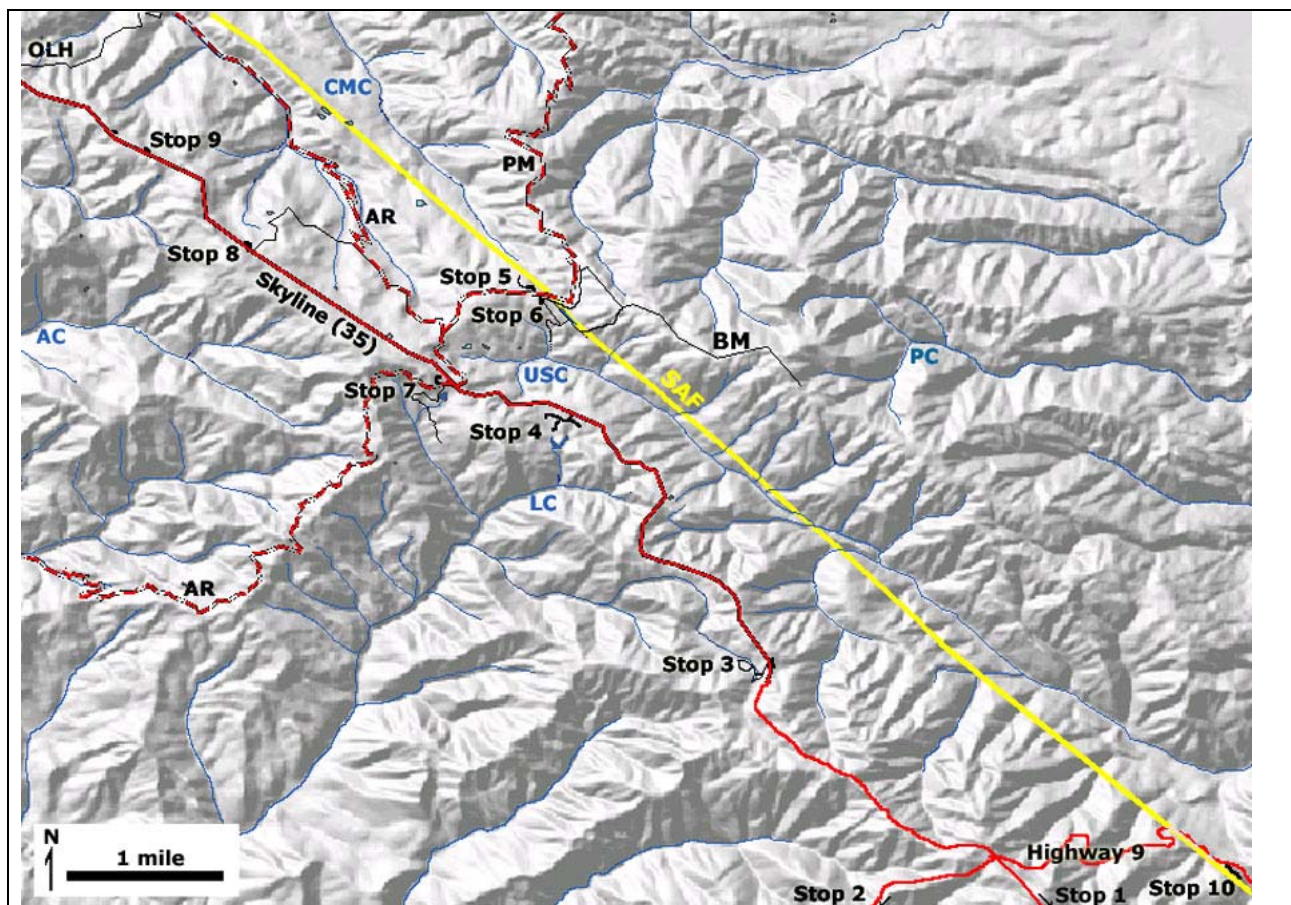 OLH
CMC
Stop 9
PM
AR
Stop 8
Stop 5
Skyline (35)
Stop 6
AC
BM
PC
USC
SAF
Stop 7
Stop 4
LC
AR
Stop 3
N
1 mile
Highway 9
Stop 2
Stop 1
Stop 10